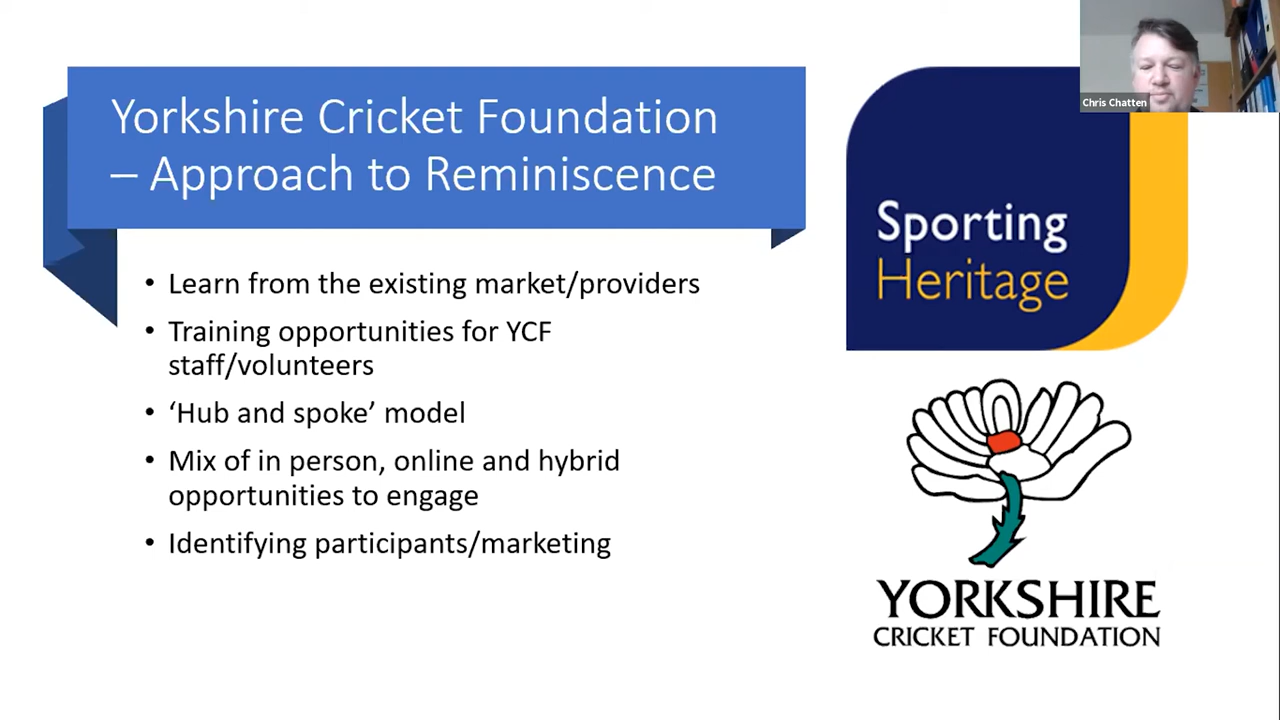 Yorkshire Cricket Foundation
– Approach to Reminiscence
• Learn from the existing market/providers
• Training opportunities for YCF
staff/volunteers
• ‘Hub and spoke’ model
• Mix of in person, online and hybrid
opportunities to engage
• Identifying participants/marketing
Chris Chatten
Sporting
Heritage
YORKSHIRE
CRICKET FOUNDATION